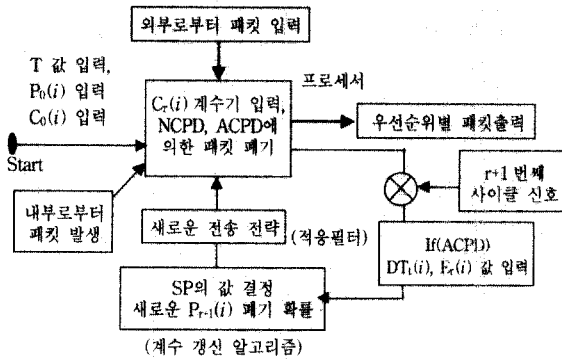 외부로부터 패킷 입력
T 값 입력,
P₀(i) 입력
C₀(i) 입력
Start
Cᵣ(i) 계수기 입력,
NCPD, ACPD에
의한 패킷 폐기
프로세서
우선순위별 패킷출력
r+1 번째
사이클 신호
내부로부터
패킷 발생
새로운 전송 전략
(적응필터)
If(ACPD)
DTₜ(i), Eᵣ(i) 값 입력
SP의 값 결정
새로운 Pᵣ₋₁(i) 폐기 확률
(계수 갱신 알고리즘)